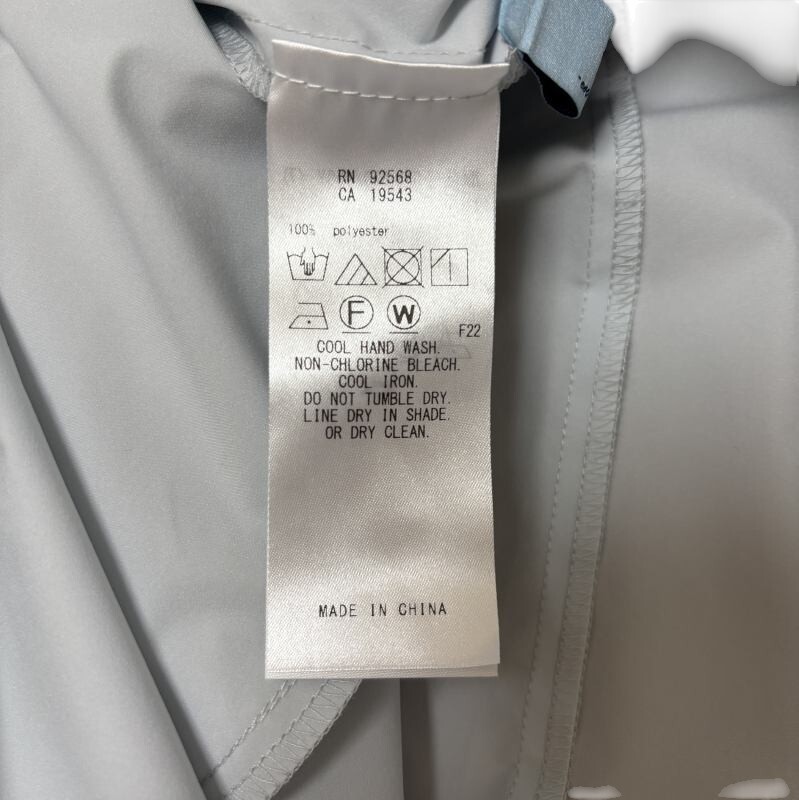 RN 92568
CA 19543
100% polyester
F W
F22
COOL HAND WASH.
NON-CHLORINE BLEACH.
COOL IRON.
DO NOT TUMBLE DRY.
LINE DRY IN SHADE.
OR DRY CLEAN.
MADE IN CHINA